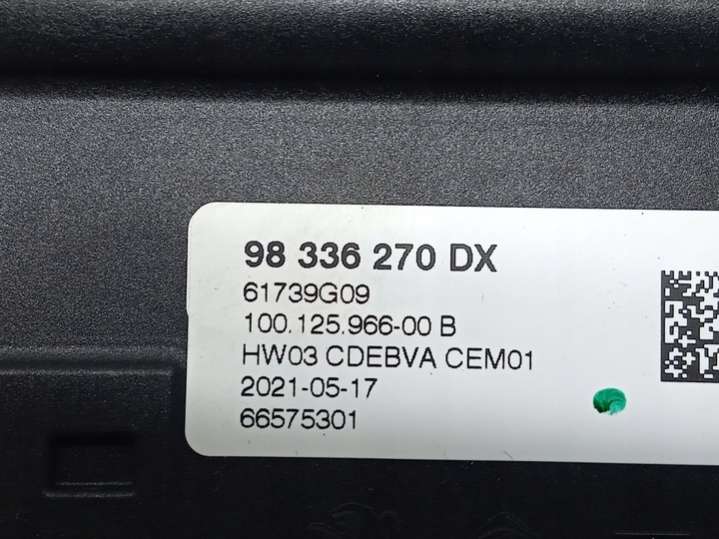 98 336 270 DX
61739G09
100.125.966-00 B
HW03 CDEBVA CEM01
2021-05-17
66575301